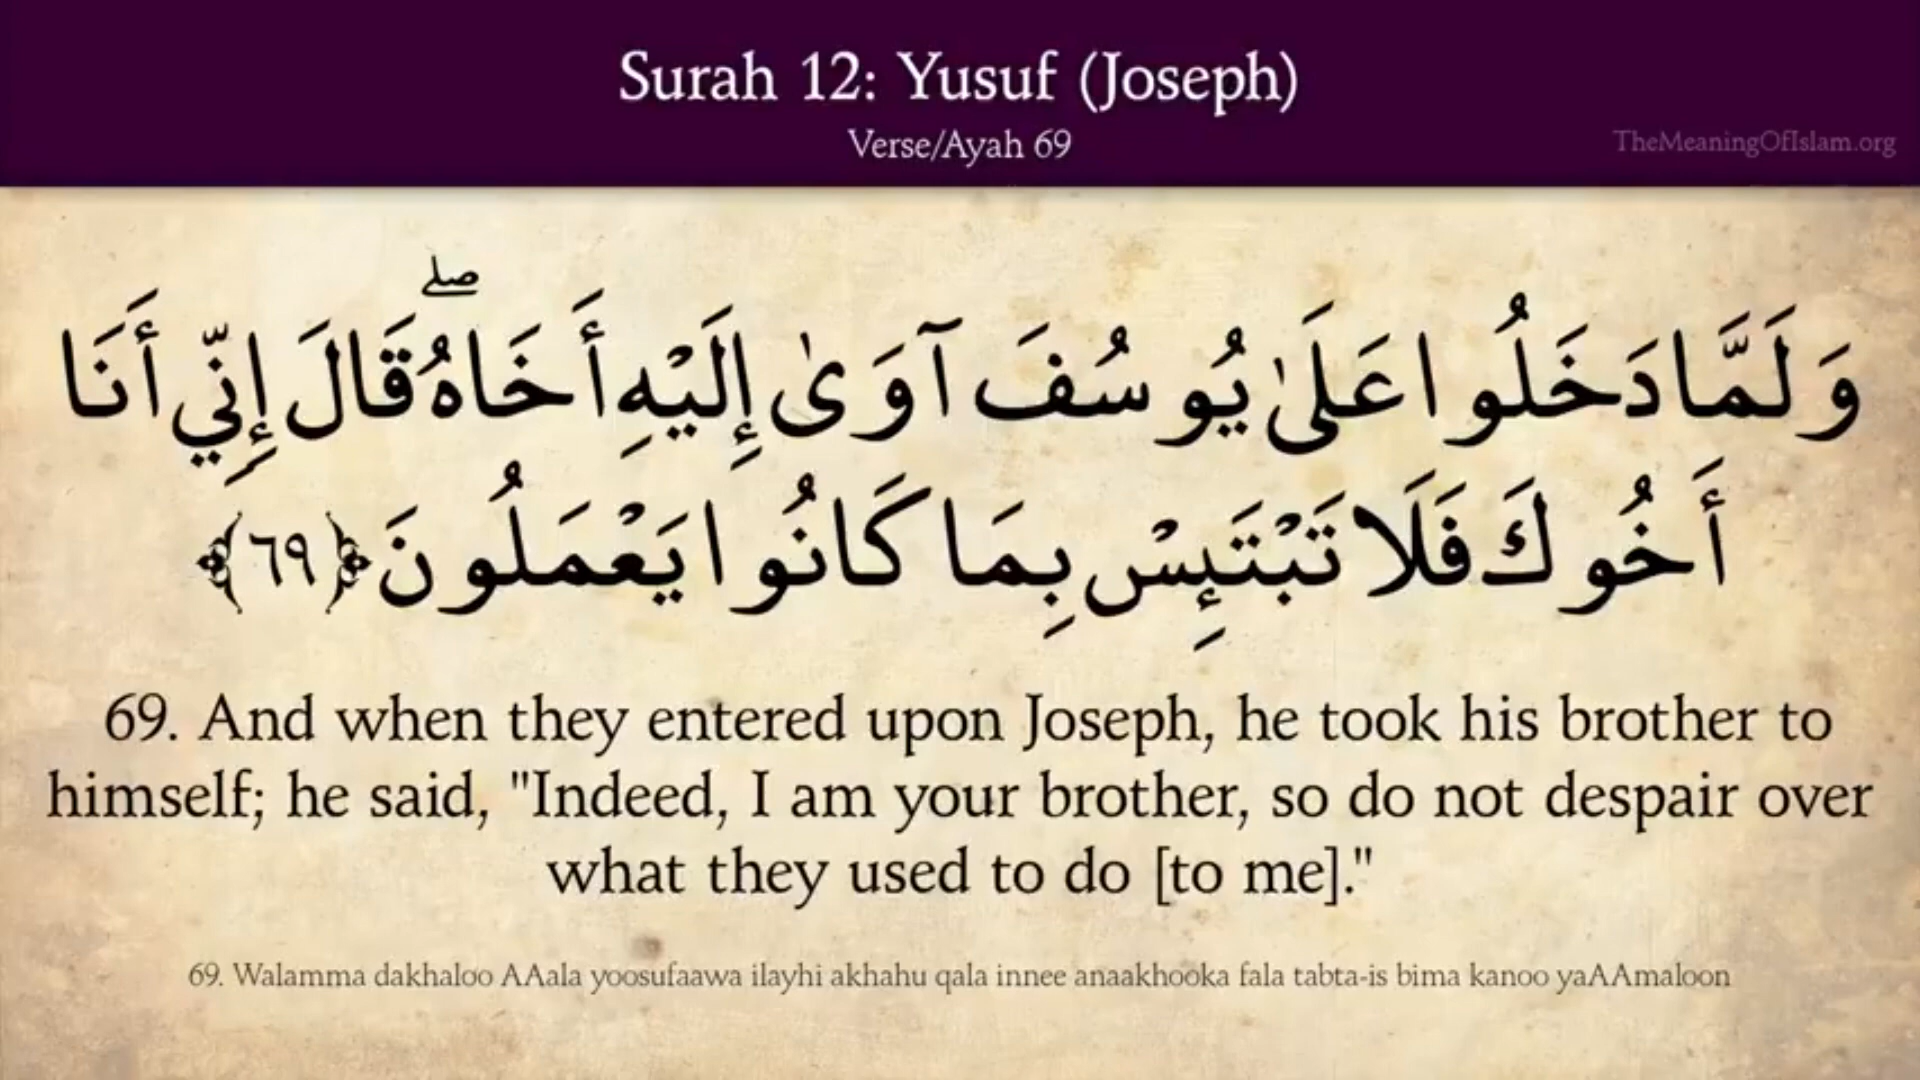 Surah 12: Yusuf (Joseph)
Verse/Ayah 69
TheMeaningOfIslam.org
وَلَمَّا دَخَلُوا عَلَىٰ يُوسُفَ آوَىٰ إِلَيْهِ أَخَاهُ ۖ قَالَ إِنِّي أَنَا
أَخُوكَ فَلَا تَبْتَئِسْ بِمَا كَانُوا يَعْمَلُونَ ﴿٦٩﴾
69. And when they entered upon Joseph, he took his brother to
himself; he said, "Indeed, I am your brother, so do not despair over
what they used to do [to me]."
69. Walamma dakhaloo AAala yoosufaawa ilayhi akhahu qala innee anaakhooka fala tabta-is bima kanoo yaAAmaloon